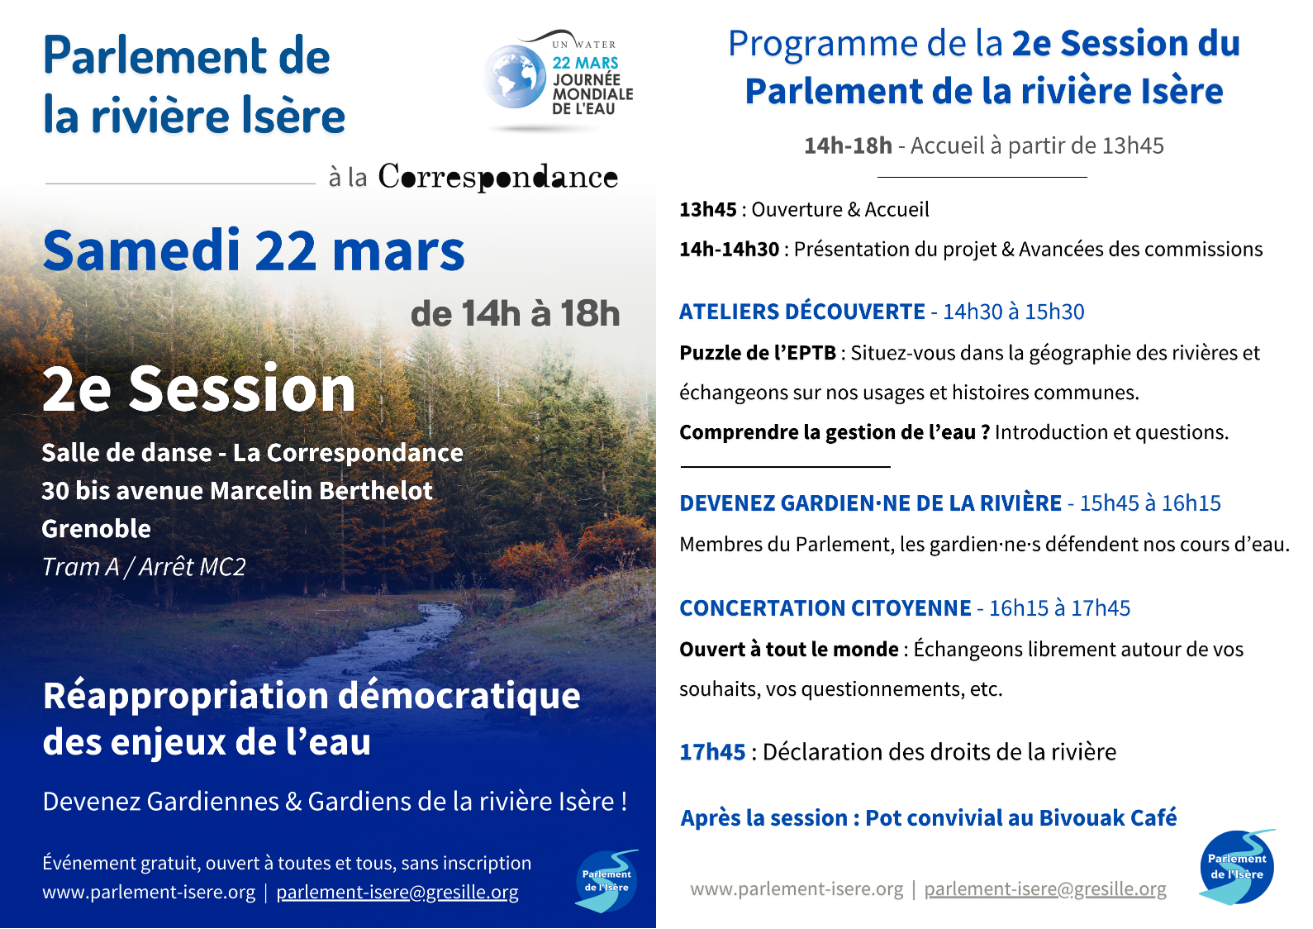 Parlement de
la rivière Isère
UN WATER
22 MARS
JOURNÉE
MONDIALE
DE L'EAU
à la Correspondance
Samedi 22 mars
de 14h à 18h
2e Session
Salle de danse - La Correspondance
30 bis avenue Marcelin Berthelot
Grenoble
Tram A / Arrêt MC2
Réappropriation démocratique
des enjeux de l’eau
Devenez Gardiennes & Gardiens de la rivière Isère !
Événement gratuit, ouvert à toutes et tous, sans inscription
www.parlement-isere.org | parlement-isere@gresille.org
Parlement
de l'Isère
Programme de la 2e Session du
Parlement de la rivière Isère
14h-18h - Accueil à partir de 13h45
13h45 : Ouverture & Accueil
14h-14h30 : Présentation du projet & Avancées des commissions
ATELIERS DÉCOUVERTE - 14h30 à 15h30
Puzzle de l’EPTB : Situez-vous dans la géographie des rivières et
échangeons sur nos usages et histoires communes.
Comprendre la gestion de l’eau ? Introduction et questions.
DEVENEZ GARDIEN·NE DE LA RIVIÈRE - 15h45 à 16h15
Membres du Parlement, les gardien·ne·s défendent nos cours d’eau.
CONCERTATION CITOYENNE - 16h15 à 17h45
Ouvert à tout le monde : Échangeons librement autour de vos
souhaits, vos questionnements, etc.
17h45 : Déclaration des droits de la rivière
Après la session : Pot convivial au Bivouak Café
www.parlement-isere.org | parlement-isere@gresille.org
Parlement
de l'Isère